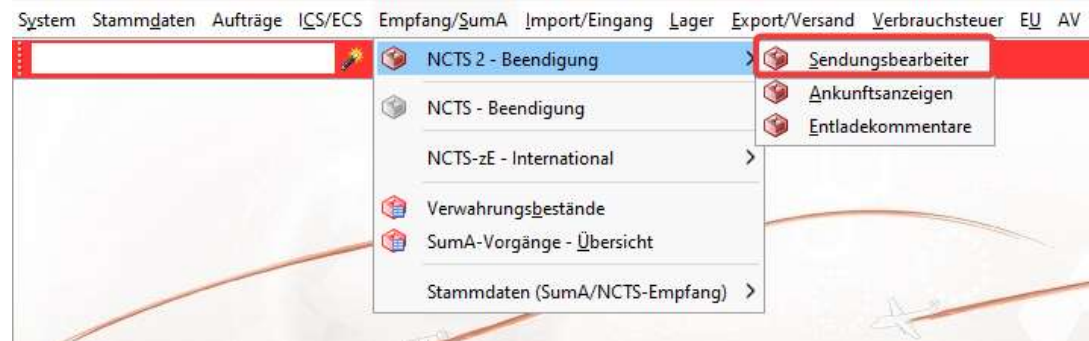 System Stammdaten Aufträge ICS/ECS Empfang/SumA Import/Eingang Lager Export/Versand Verbrauchsteuer EU AV
NCTS 2 - Beendigung
Sendungsbearbeiter
Ankunftsanzeigen
Entladekommentare
NCTS - Beendigung
NCTS-zE - International
Verwahrungsbestände
SumA-Vorgänge - Übersicht
Stammdaten (SumA/NCTS-Empfang)